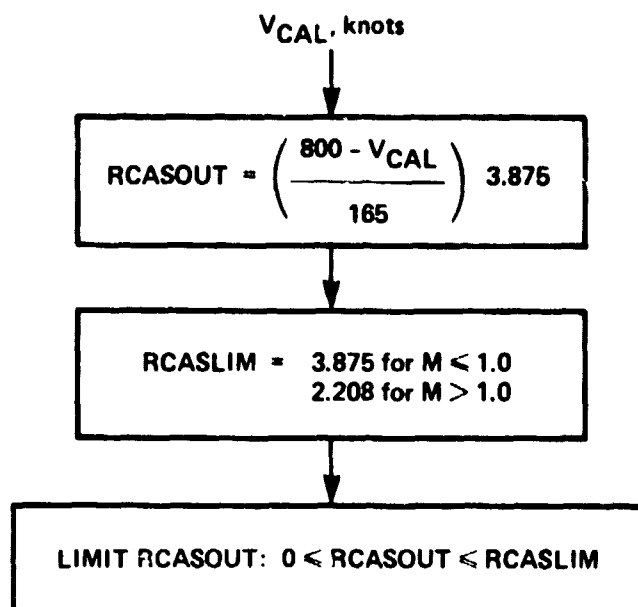 V_CAL, knots
RCASOUT = ( 800 - V_CAL / 165 ) 3.875
RCASLIM = 3.875 for M ≤ 1.0
2.208 for M > 1.0
LIMIT RCASOUT: 0 ≤ RCASOUT ≤ RCASLIM